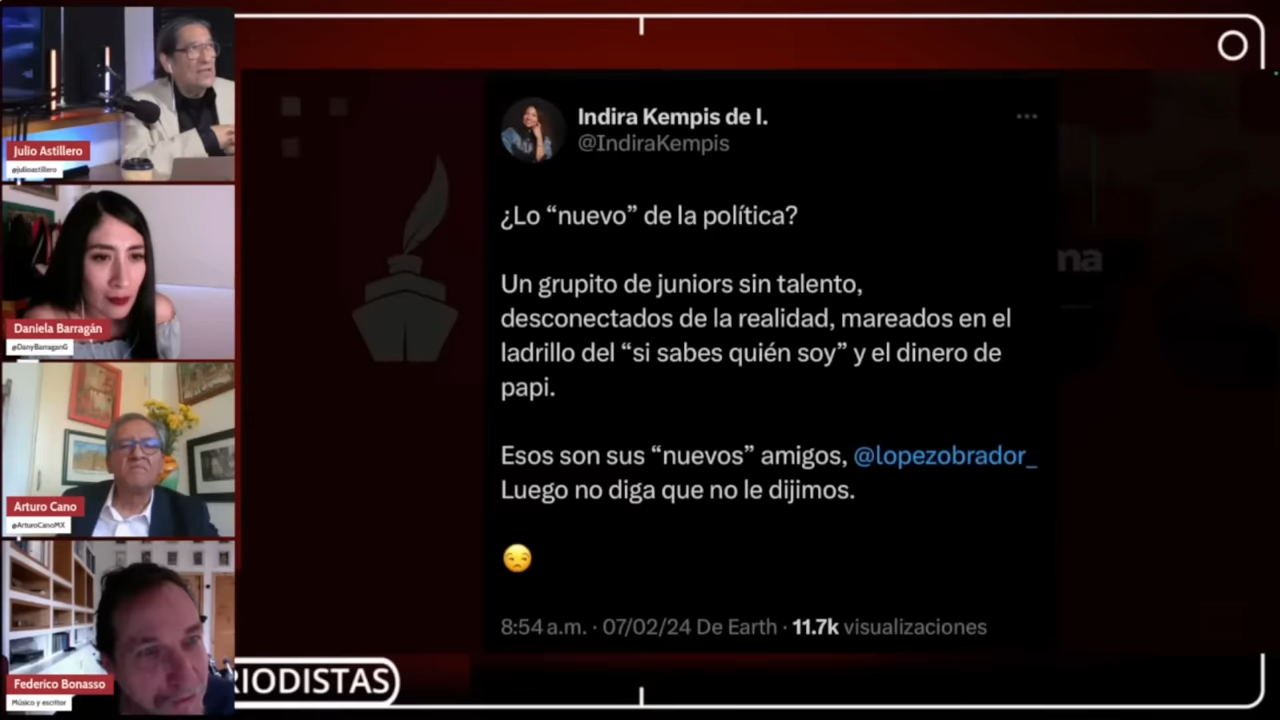 Julio Astillero
@julioastillero
Daniela Barragán
@DanyBarraganG
Arturo Cano
@ArturoCanoMX
Federico Bonasso
Músico y escritor
Indira Kempis de I.
@IndiraKempis
¿Lo “nuevo” de la política?
Un grupito de juniors sin talento,
desconectados de la realidad, mareados en el
ladrillo del “si sabes quién soy” y el dinero de
papi.
Esos son sus “nuevos” amigos, @lopezobrador_
Luego no diga que no le dijimos.
8:54 a.m. · 07/02/24 De Earth · 11.7k visualizaciones
na
RIODISTAS